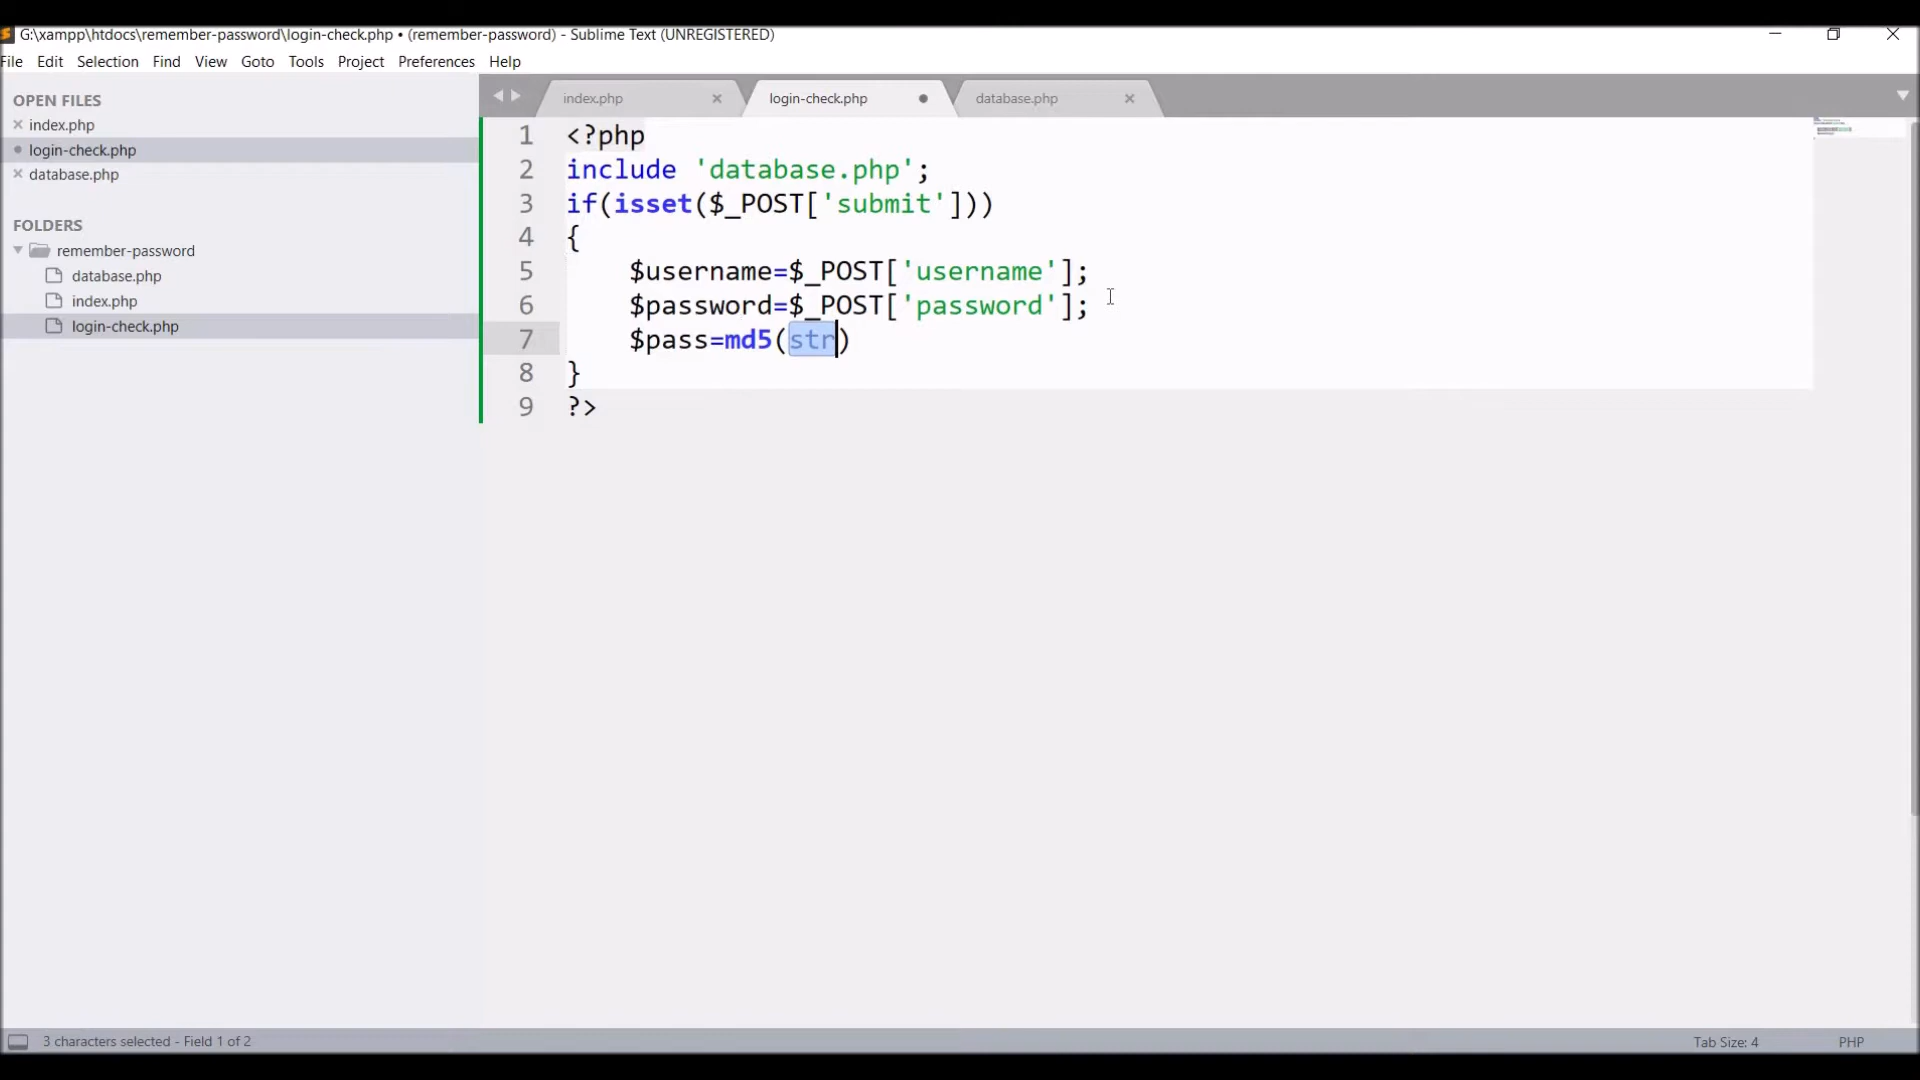 G:\xampp\htdocs\remember-password\login-check.php • (remember-password) - Sublime Text (UNREGISTERED)
File Edit Selection Find View Goto Tools Project Preferences Help
OPEN FILES
index.php
login-check.php
database.php
FOLDERS
remember-password
database.php
index.php
login-check.php
index.php login-check.php database.php
1 <?php
2 include 'database.php';
3 if(isset($_POST['submit']))
4 {
5 $username=$_POST['username'];
6 $password=$_POST['password'];
7 $pass=md5(str)
8 }
9 ?>
3 characters selected - Field 1 of 2 Tab Size: 4 PHP